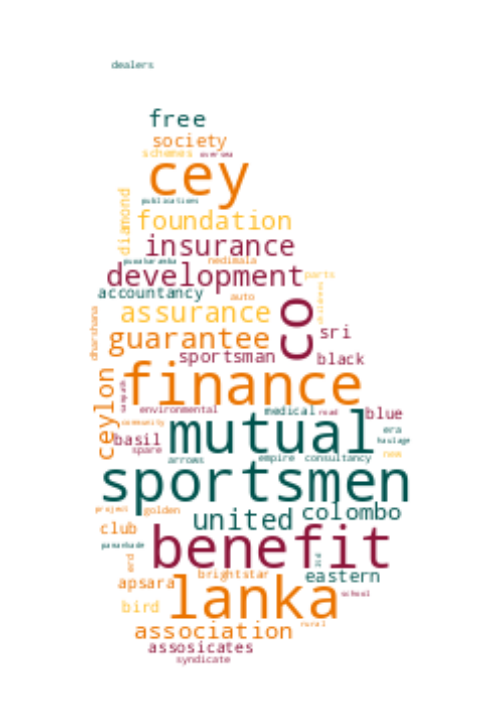 dealers
free
society
schemes
cey
publications
diamond
foundation
insurance
nedimala
development
parts
accountancy
auto
assurance
co
dharshana
guarantee
sri
sportsman
black
finance
ceylon
environmental
medical
road
blue
community
mutual
era
basil
haulage
spare
arrows
empire
consultancy
new
sportsmen
project
golden
colombo
united
club
benefit
brightstar
eastern
apsara
lanka
school
bird
rural
association
assosicates
syndicate